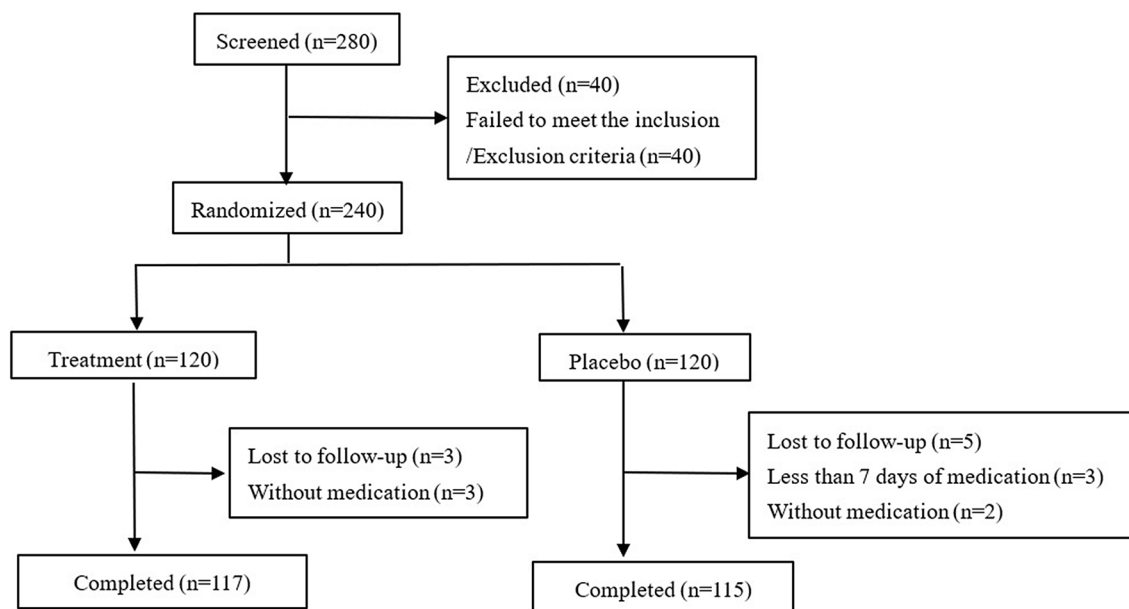 Screened (n=280)
Excluded (n=40)
Failed to meet the inclusion
/Exclusion criteria (n=40)
Randomized (n=240)
Treatment (n=120)
Placebo (n=120)
Lost to follow-up (n=3)
Without medication (n=3)
Lost to follow-up (n=5)
Less than 7 days of medication (n=3)
Without medication (n=2)
Completed (n=117)
Completed (n=115)